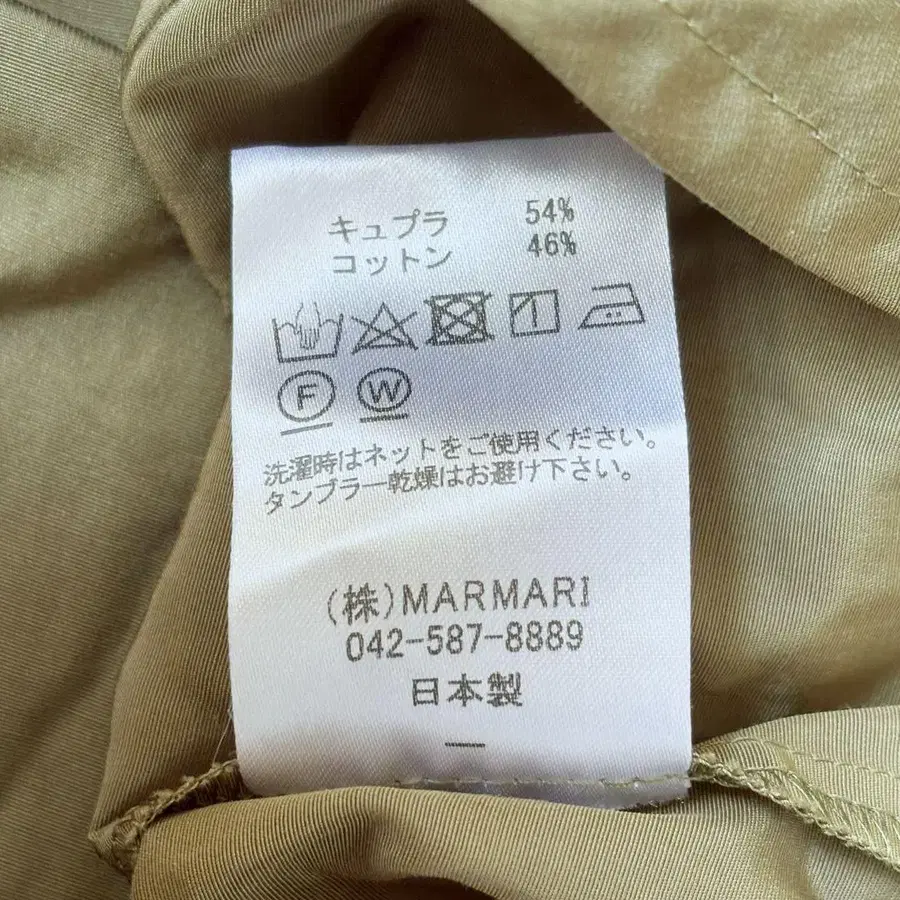 キュプラ 54%
コットン 46%
F W
洗濯時はネットをご使用ください。
タンブラー乾燥はお避け下さい。
(株)MARMARI
042-587-8889
日本製